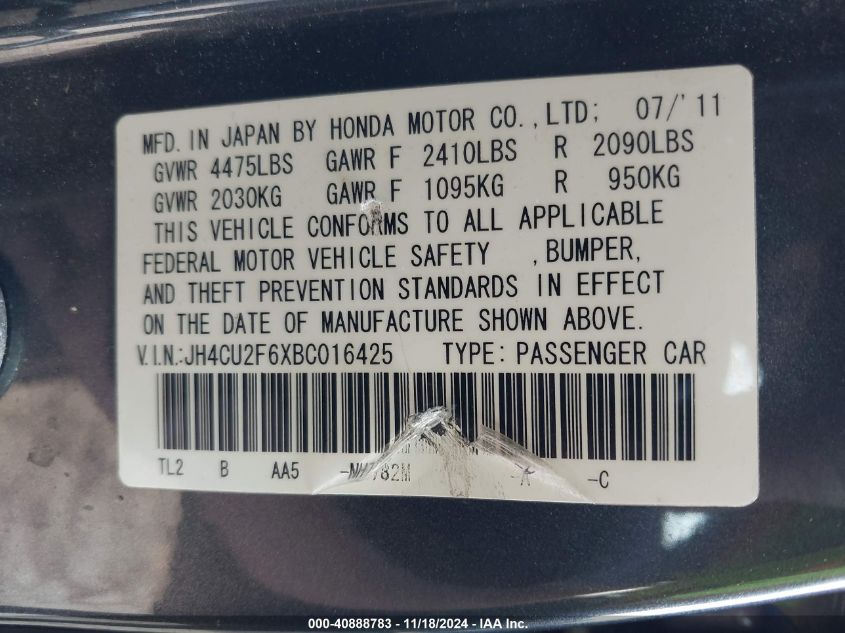 MFD. IN JAPAN BY HONDA MOTOR CO., LTD; 07/'11
GVWR 4475LBS GAWR F 2410LBS R 2090LBS
GVWR 2030KG GAWR F 1095KG R 950KG
THIS VEHICLE CONFORMS TO ALL APPLICABLE
FEDERAL MOTOR VEHICLE SAFETY , BUMPER,
AND THEFT PREVENTION STANDARDS IN EFFECT
ON THE DATE OF MANUFACTURE SHOWN ABOVE.
V.I.N.:JH4CU2F6XBC016425 TYPE: PASSENGER CAR
TL2 B AA5 -A -C
000-40888783 - 11/18/2024 - IAA Inc.